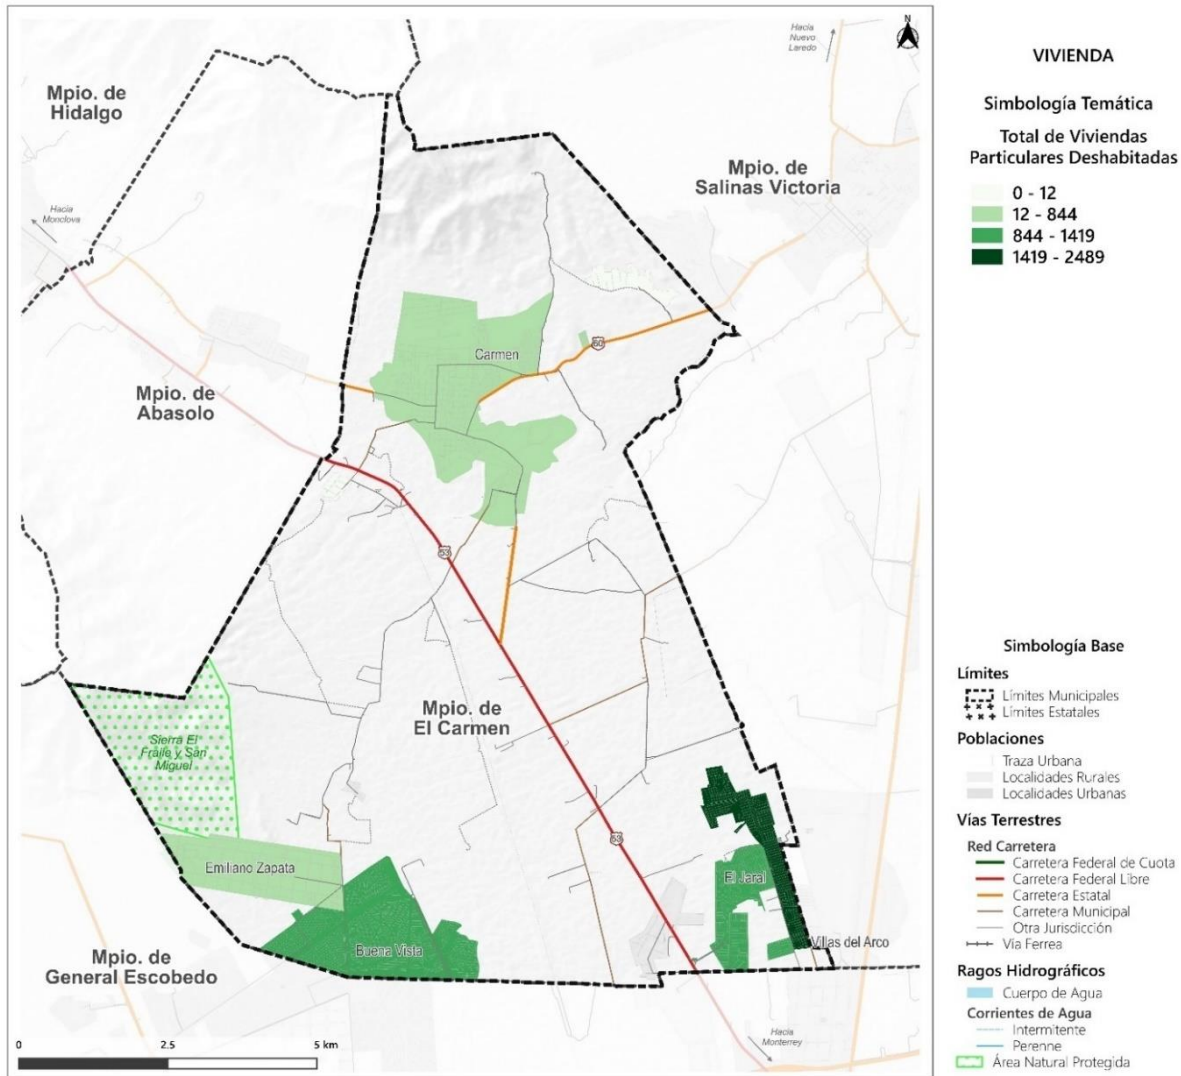 Hacia
Nuevo
Laredo
N
Mpio. de
Hidalgo
Mpio. de
Salinas Victoria
Hacia
Monclova
Carmen
60
Mpio. de
Abasolo
53
Mpio. de
El Carmen
Sierra El
Fraile y San
Miguel
53
Emiliano Zapata
El Jaral
Buena Vista
Villas del Arco
Mpio. de
General Escobedo
Hacia
Monterrey
0 2.5 5 km
VIVIENDA
Simbología Temática
Total de Viviendas
Particulares Deshabitadas
0 - 12
12 - 844
844 - 1419
1419 - 2489
Simbología Base
Límites
Límites Municipales
Límites Estatales
Poblaciones
Traza Urbana
Localidades Rurales
Localidades Urbanas
Vías Terrestres
Red Carretera
Carretera Federal de Cuota
Carretera Federal Libre
Carretera Estatal
Carretera Municipal
Otra Jurisdicción
Vía Ferrea
Ragos Hidrográficos
Cuerpo de Agua
Corrientes de Agua
Intermitente
Perenne
Área Natural Protegida